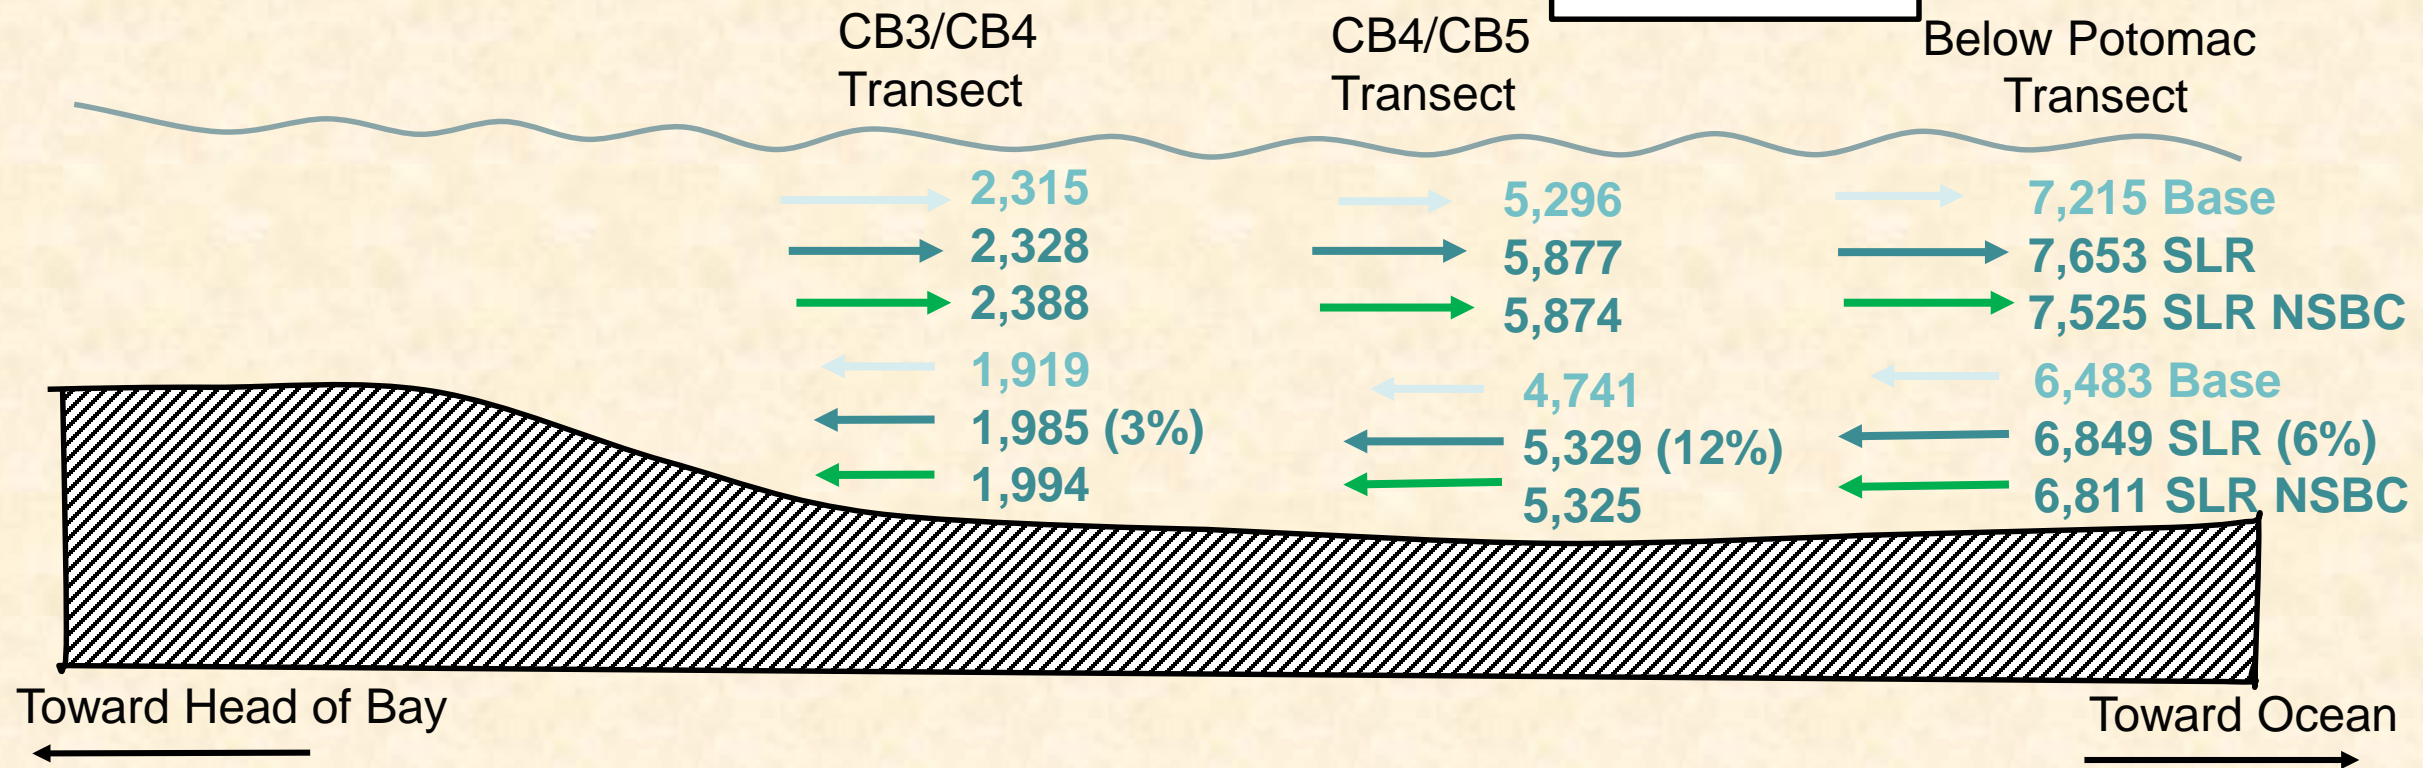 CB3/CB4
Transect
CB4/CB5
Transect
Below Potomac
Transect
2,315
2,328
2,388
1,919
1,985 (3%)
1,994
5,296
5,877
5,874
4,741
5,329 (12%)
5,325
7,215 Base
7,653 SLR
7,525 SLR NSBC
6,483 Base
6,849 SLR (6%)
6,811 SLR NSBC
Toward Head of Bay
Toward Ocean